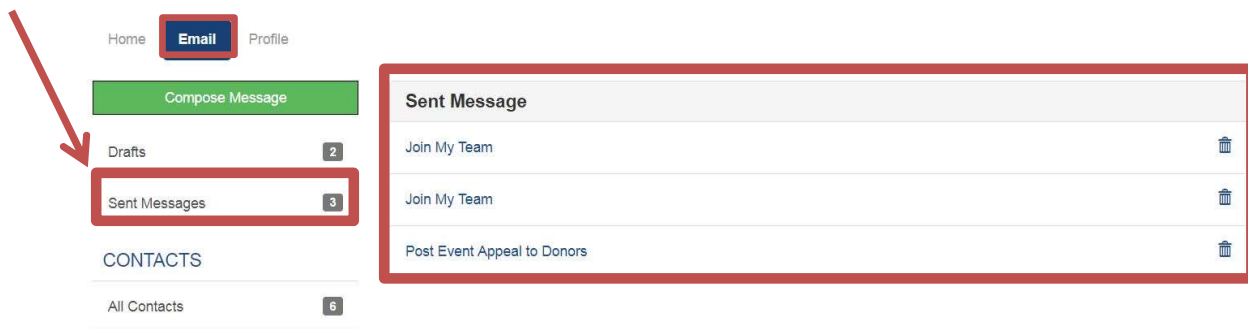 Home Email Profile
Compose Message
Drafts 2
Sent Messages 3
CONTACTS
All Contacts 6
Sent Message
Join My Team
Join My Team
Post Event Appeal to Donors